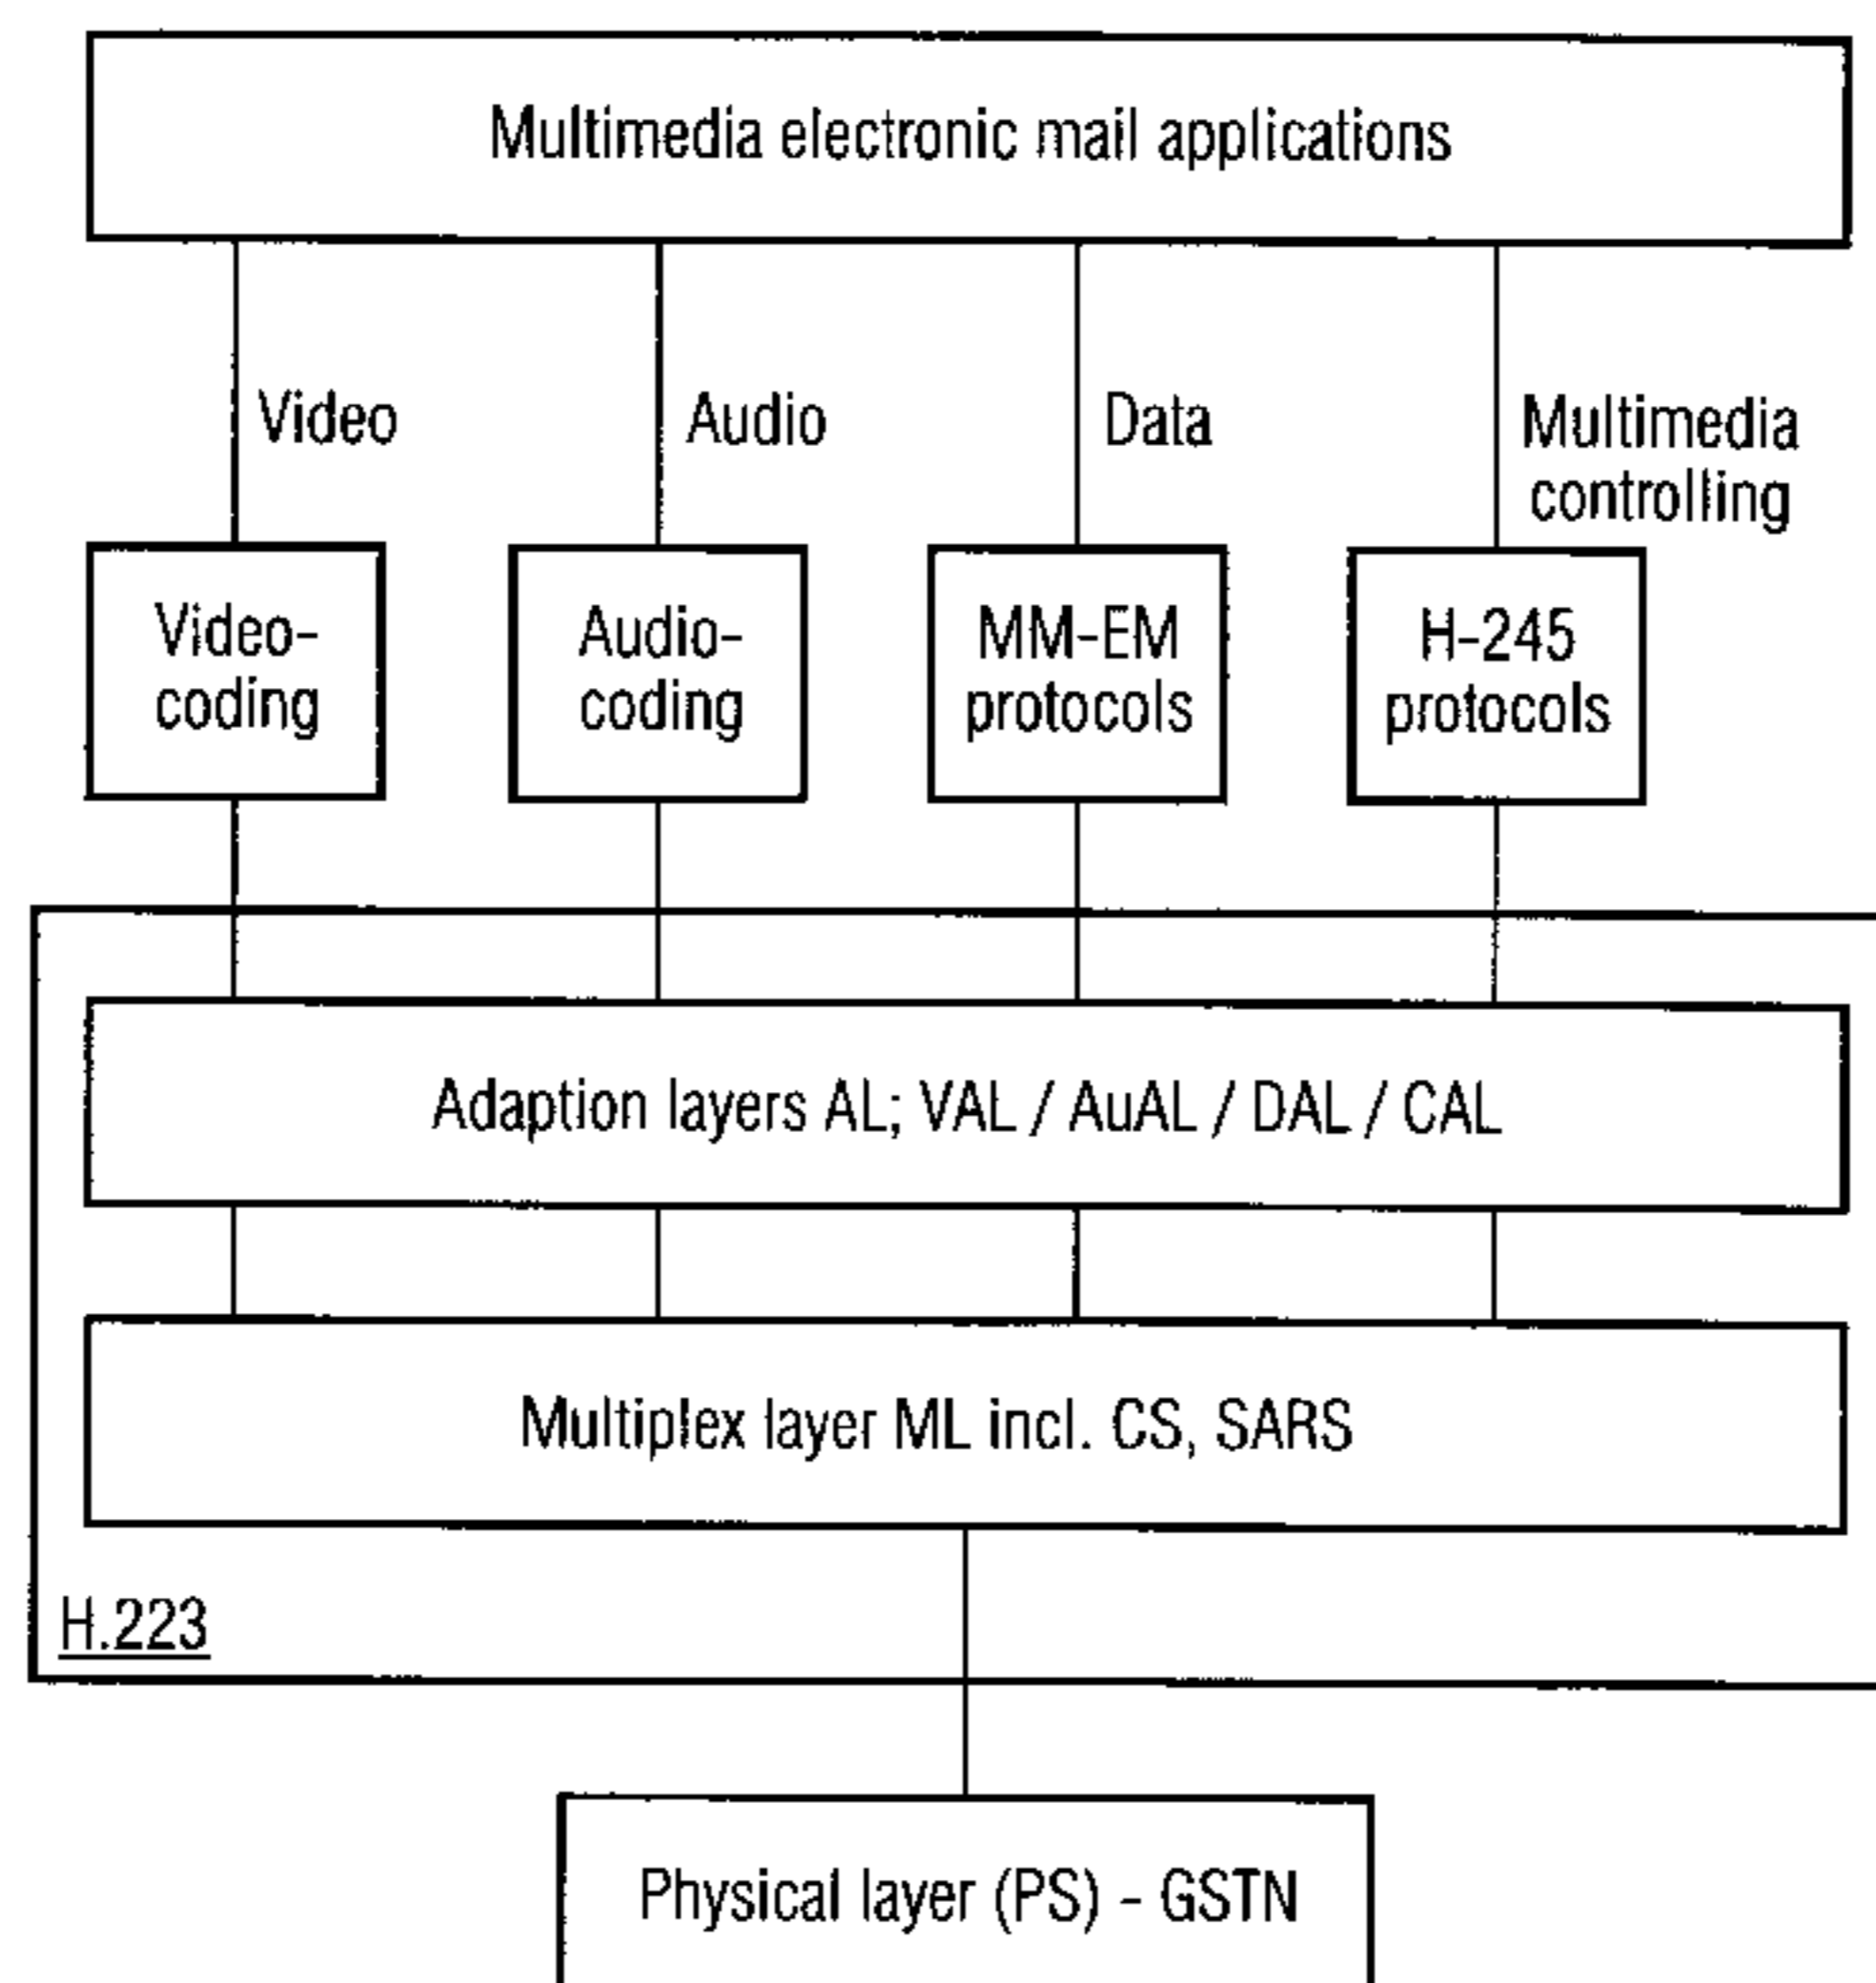 Multimedia electronic mail applications
Video
Audio
Data
Multimedia
controlling
Video-
coding
Audio-
coding
MM-EM
protocols
H-245
protocols
Adaption layers AL; VAL / AuAL / DAL / CAL
Multiplex layer ML incl. CS, SARS
H.223
Physical layer (PS) - GSTN